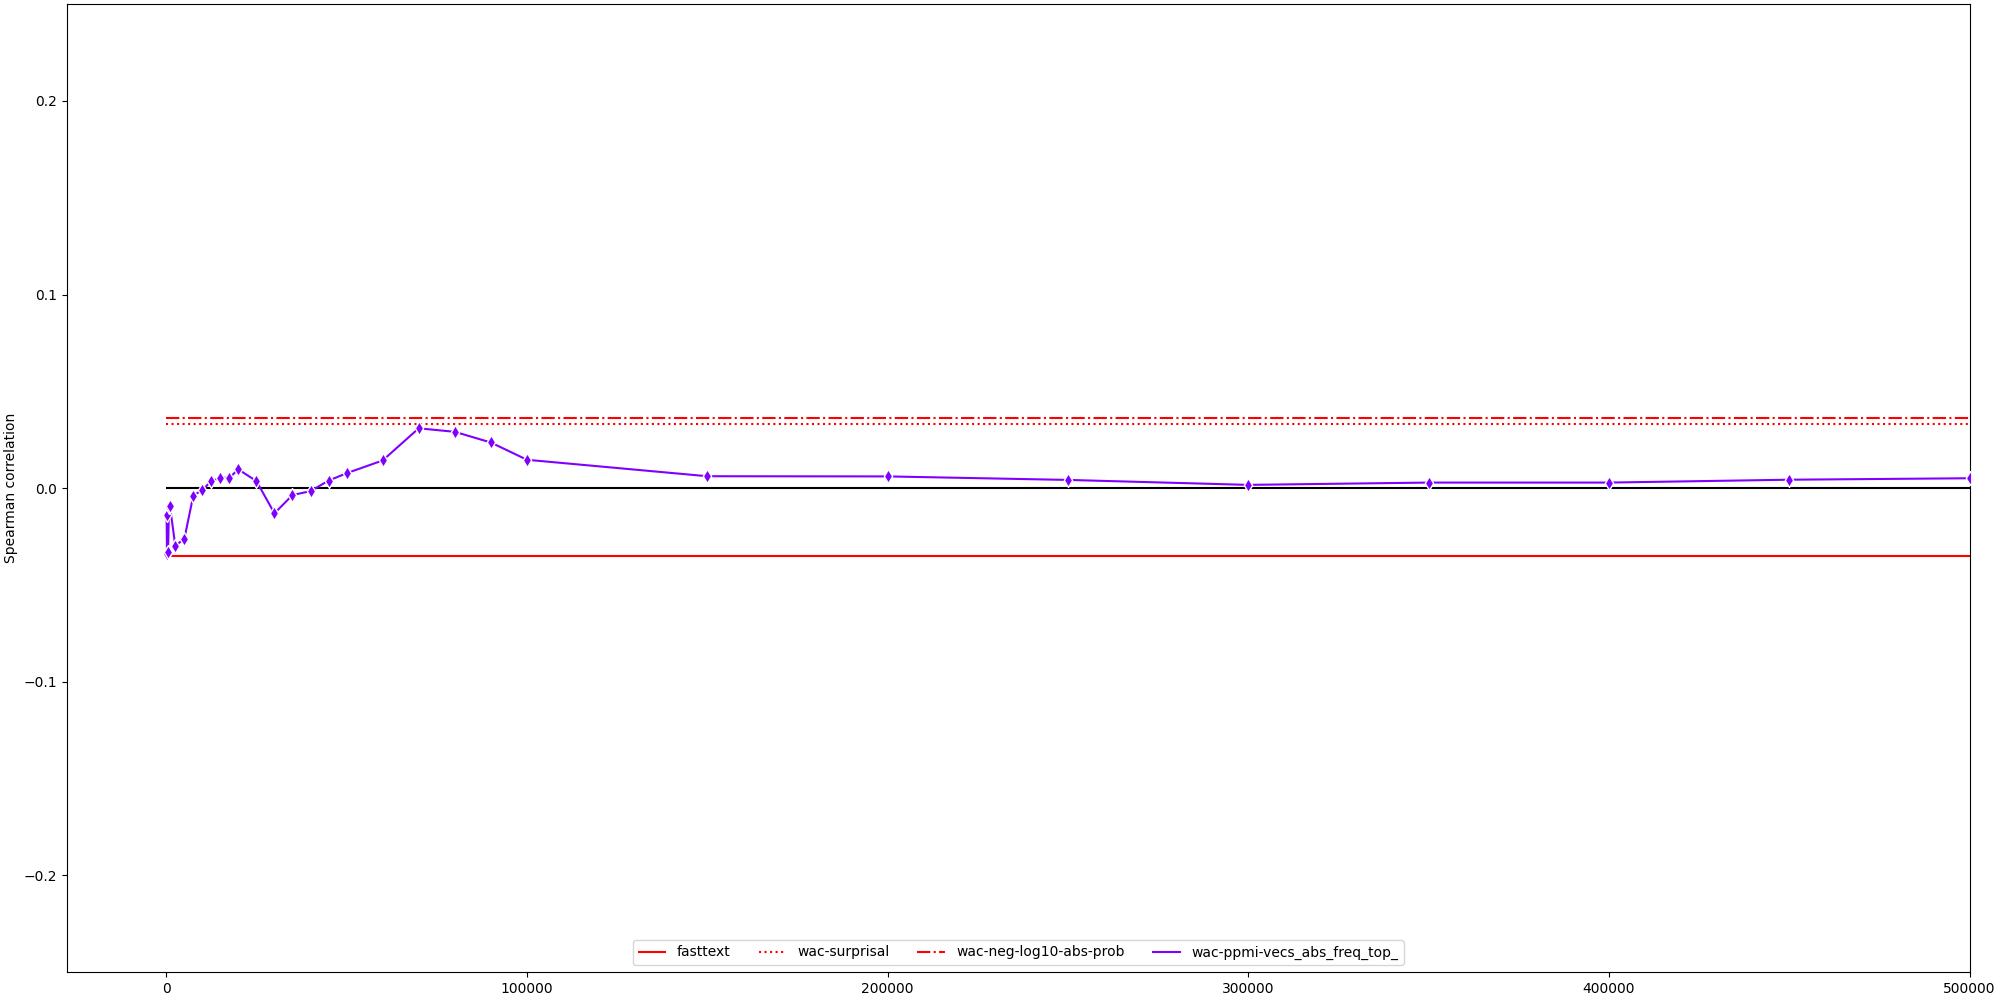 Spearman correlation
0.2
0.1
0.0
−0.1
−0.2
0
100000
200000
300000
400000
500000
fasttext
wac-surprisal
wac-neg-log10-abs-prob
wac-ppmi-vecs_abs_freq_top_